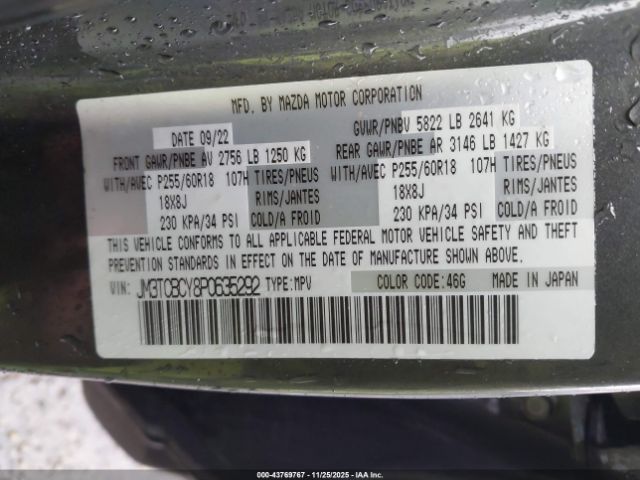 MFD. BY MAZDA MOTOR CORPORATION
DATE 09/22 GVWR/PNBV 5822 LB 2641 KG
FRONT GAWR/PNBE AV 2756 LB 1250 KG REAR GAWR/PNBE AR 3146 LB 1427 KG
WITH/AVEC P255/60R18 107H TIRES/PNEUS WITH/AVEC P255/60R18 107H TIRES/PNEUS
18X8J RIMS/JANTES 18X8J RIMS/JANTES
230 KPA/34 PSI COLD/A FROID 230 KPA/34 PSI COLD/A FROID
THIS VEHICLE CONFORMS TO ALL APPLICABLE FEDERAL MOTOR VEHICLE SAFETY AND THEFT
PREVENTION STANDARDS IN EFFECT ON THE DATE OF MANUFACTURE SHOWN ABOVE.
VIN: JM3TCBCY8P0635292 TYPE:MPV COLOR CODE:46G MADE IN JAPAN
000-43769767 - 11/25/2025 - COPYRIGHT IAA, INC.